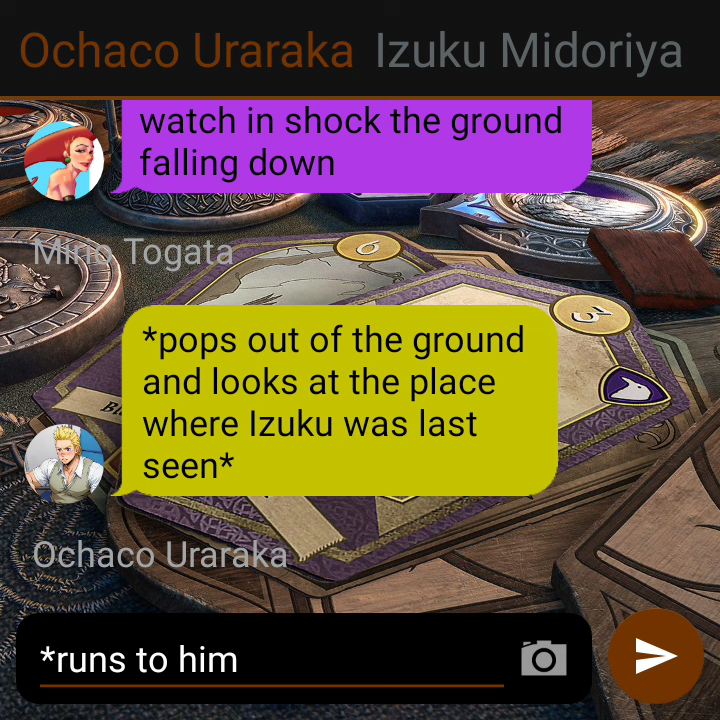 Ochaco Uraraka Izuku Midoriya
watch in shock the ground
falling down
Mirio Togata
*pops out of the ground
and looks at the place
where Izuku was last
seen*
Ochaco Uraraka
*runs to him